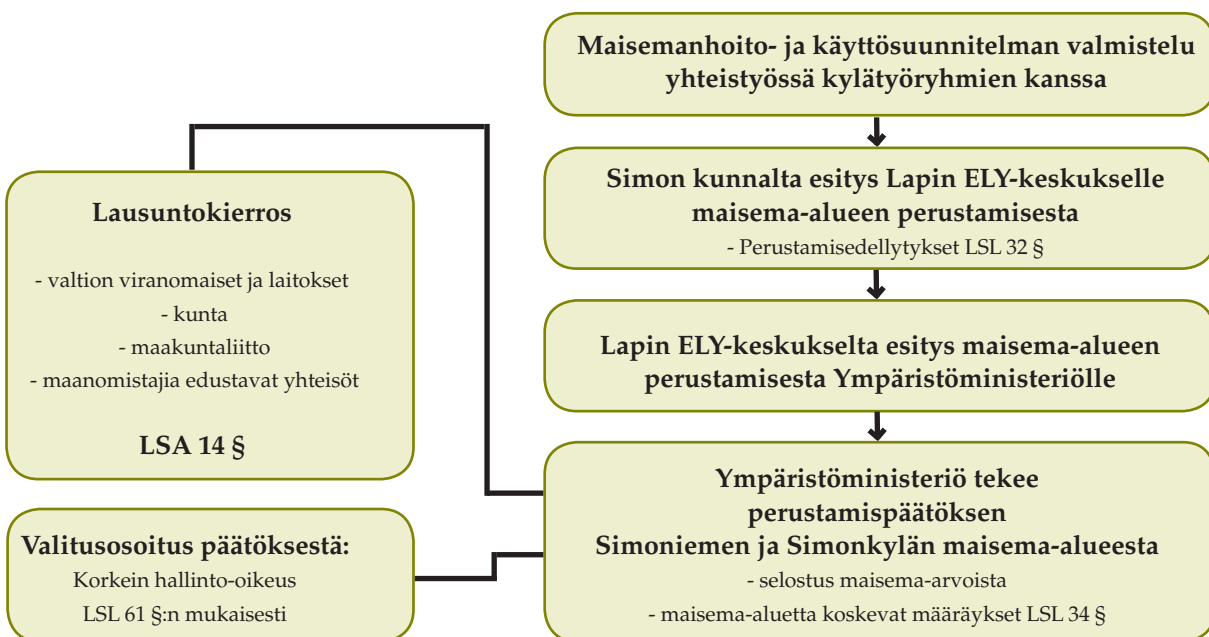 Maisemanhoito- ja käyttösuunnitelman valmistelu
yhteistyössä kylätyöryhmien kanssa
Simon kunnalta esitys Lapin ELY-keskukselle
maisema-alueen perustamisesta
- Perustamisedellytykset LSL 32 §
Lapin ELY-keskukselta esitys maisema-alueen
perustamisesta Ympäristöministeriölle
Ympäristöministeriö tekee
perustamispäätöksen
Simoniemen ja Simonkylän maisema-alueesta
- selostus maisema-arvoista
- maisema-aluetta koskevat määräykset LSL 34 §
Lausuntokierros
- valtion viranomaiset ja laitokset
- kunta
- maakuntaliitto
- maanomistajia edustavat yhteisöt
LSA 14 §
Valitusosoitus päätöksestä:
Korkein hallinto-oikeus
LSL 61 §:n mukaisesti